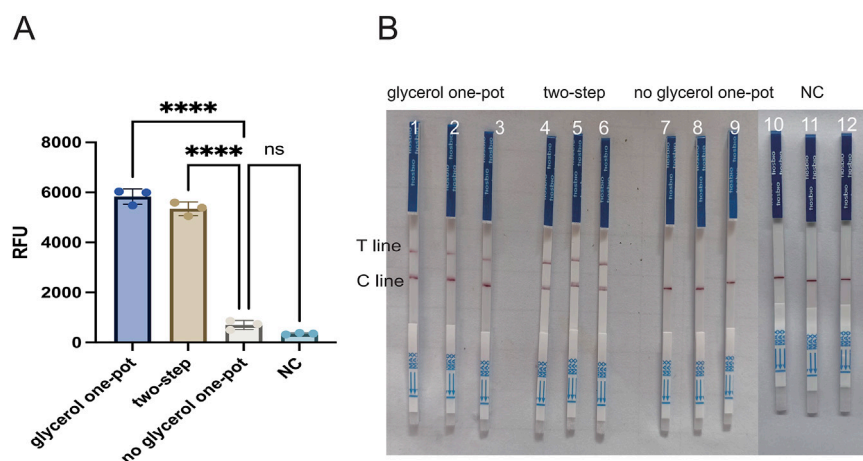 A
B
glycerol one-pot two-step no glycerol one-pot NC
**** 
**** ns
8000
6000
4000
2000
0
RFU
glycerol one-pot
two-step
no glycerol one-pot
NC
1 2 3 4 5 6 7 8 9 10 11 12
T line
C line